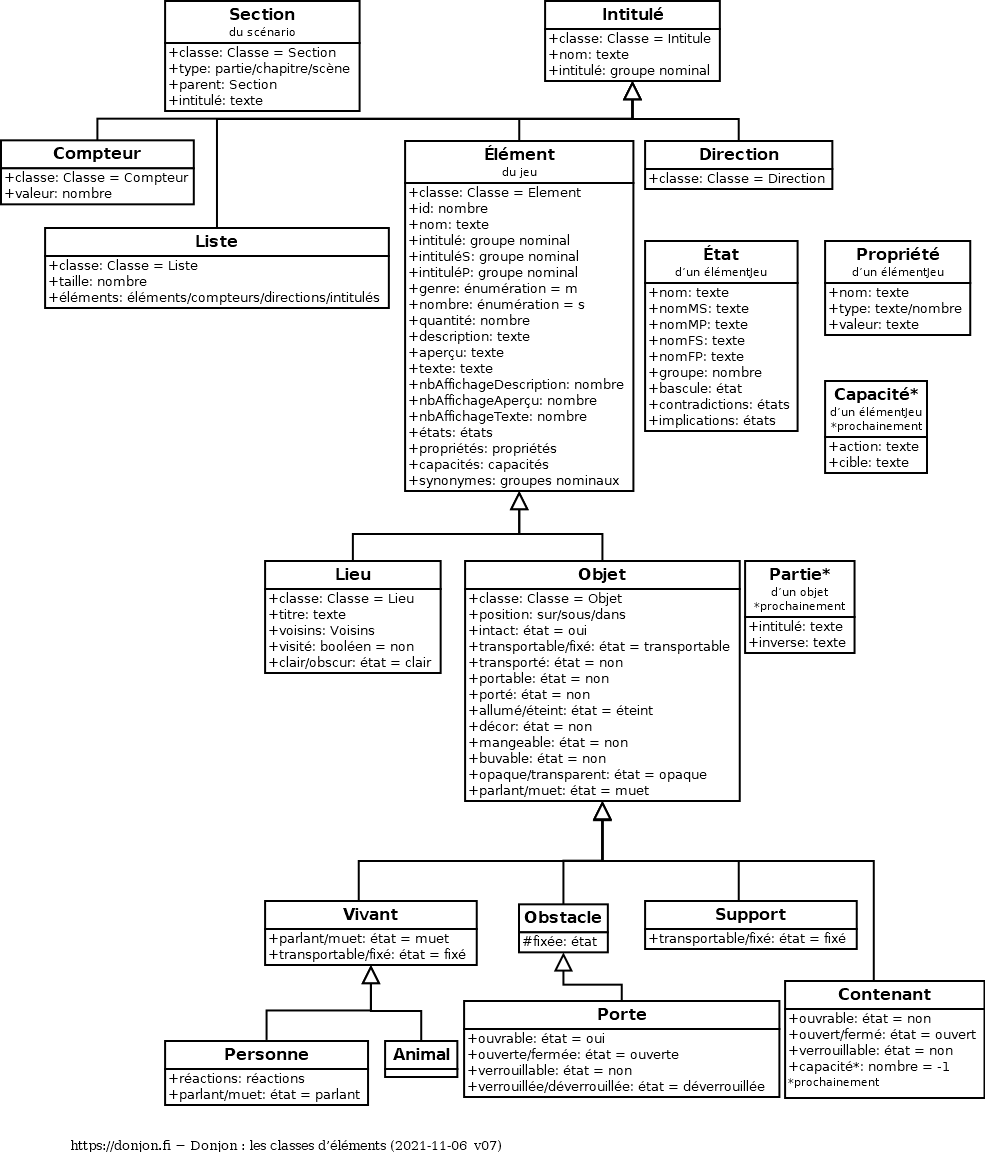 Section
du scénario
+classe: Classe = Section
+type: partie/chapitre/scène
+parent: Section
+intitulé: texte
Intitulé
+classe: Classe = Intitule
+nom: texte
+intitulé: groupe nominal
Compteur
+classe: Classe = Compteur
+valeur: nombre
Liste
+classe: Classe = Liste
+taille: nombre
+éléments: éléments/compteurs/directions/intitulés
Élément
du jeu
+classe: Classe = Element
+id: nombre
+nom: texte
+intitulé: groupe nominal
+intituléS: groupe nominal
+intituléP: groupe nominal
+genre: énumération = m
+nombre: énumération = s
+quantité: nombre
+description: texte
+aperçu: texte
+texte: texte
+nbAffichageDescription: nombre
+nbAffichageAperçu: nombre
+nbAffichageTexte: nombre
+états: états
+propriétés: propriétés
+capacités: capacités
+synonymes: groupes nominaux
Direction
+classe: Classe = Direction
État
d'un élémentJeu
+nom: texte
+nomMS: texte
+nomMP: texte
+nomFS: texte
+nomFP: texte
+groupe: nombre
+bascule: état
+contradictions: états
+implications: états
Propriété
d'un élémentJeu
+nom: texte
+type: texte/nombre
+valeur: texte
Capacité*
d'un élémentJeu
*prochainement
+action: texte
+cible: texte
Lieu
+classe: Classe = Lieu
+titre: texte
+voisins: Voisins
+visité: booléen = non
+clair/obscur: état = clair
Objet
+classe: Classe = Objet
+position: sur/sous/dans
+intact: état = oui
+transportable/fixé: état = transportable
+transporté: état = non
+portable: état = non
+porté: état = non
+allumé/éteint: état = éteint
+décor: état = non
+mangeable: état = non
+buvable: état = non
+opaque/transparent: état = opaque
+parlant/muet: état = muet
Partie*
d'un objet
*prochainement
+intitulé: texte
+inverse: texte
Vivant
+parlant/muet: état = muet
+transportable/fixé: état = fixé
Obstacle
#fixée: état
Support
+transportable/fixé: état = fixé
Contenant
+ouvrable: état = non
+ouvert/fermé: état = ouvert
+verrouillable: état = non
+capacité*: nombre = -1
*prochainement
Personne
+réactions: réactions
+parlant/muet: état = parlant
Animal
Porte
+ouvrable: état = oui
+ouverte/fermée: état = ouverte
+verrouillable: état = non
+verrouillée/déverrouillée: état = déverrouillée
https://donjon.fi − Donjon : les classes d'éléments (2021-11-06 v07)